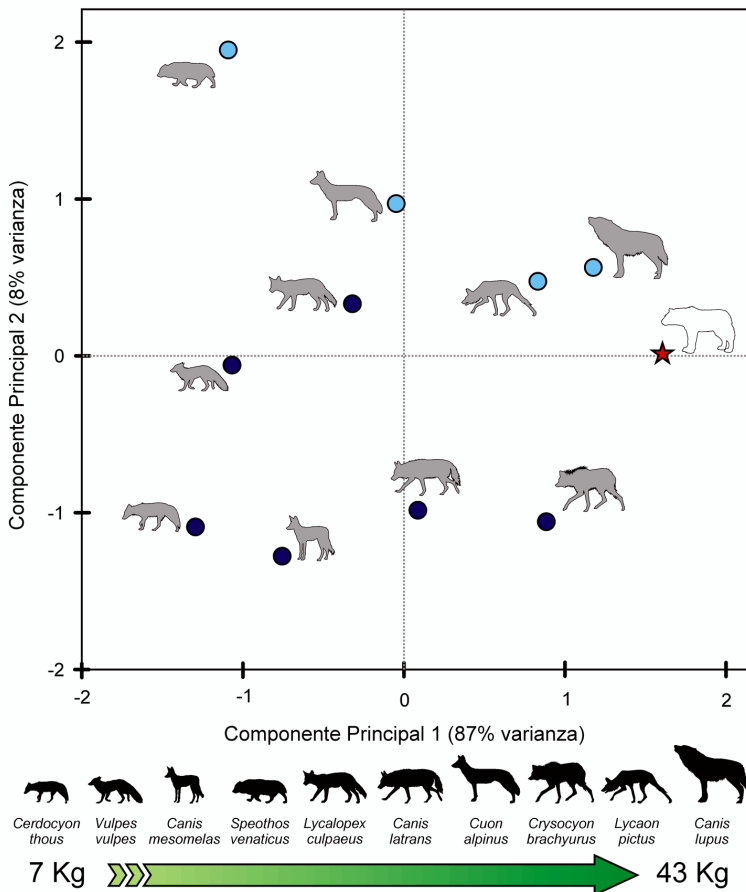 2
1
0
-1
-2
Componente Principal 2 (8% varianza)
-2
-1
0
1
2
Componente Principal 1 (87% varianza)
Cerdocyon thous
Vulpes vulpes
Canis mesomelas
Speothos venaticus
Lycalopex culpaeus
Canis latrans
Cuon alpinus
Crysocyon brachyurus
Lycaon pictus
Canis lupus
7 Kg
43 Kg